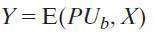 Y = E(PU_b, X)